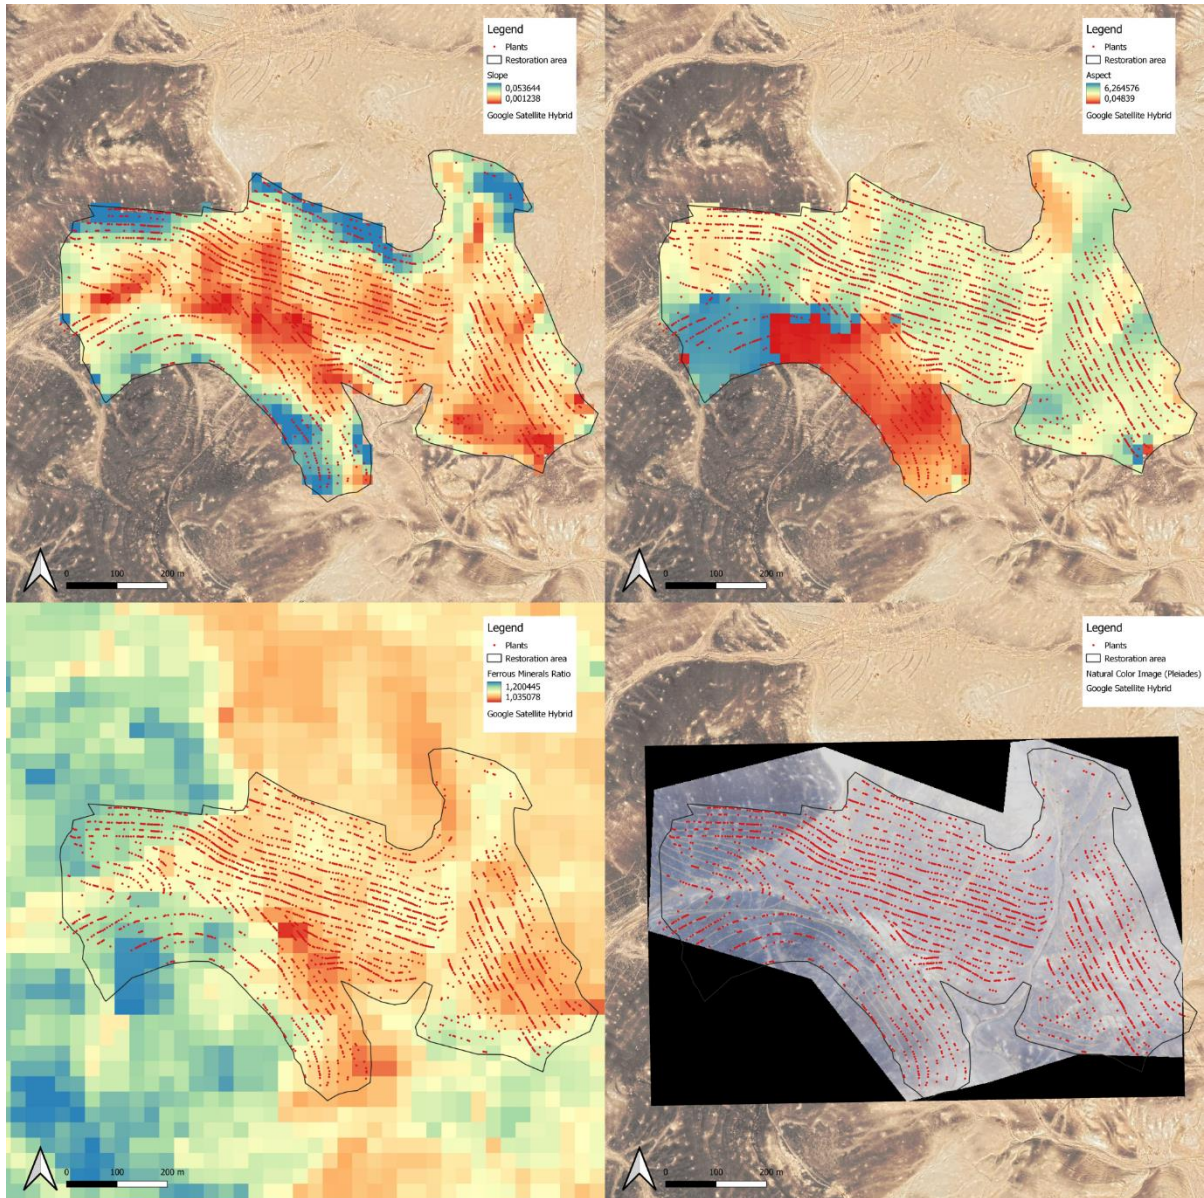 Legend
Plants
Restoration area
Slope
0,053644
0,001238
Google Satellite Hybrid
0 100 200 m
Legend
Plants
Restoration area
Aspect
6,264576
0,04839
Google Satellite Hybrid
0 100 200 m
Legend
Plants
Restoration area
Ferrous Minerals Ratio
1,200445
1,035078
Google Satellite Hybrid
0 100 200 m
Legend
Plants
Restoration area
Natural Color Image (Pleiades)
Google Satellite Hybrid
0 100 200 m